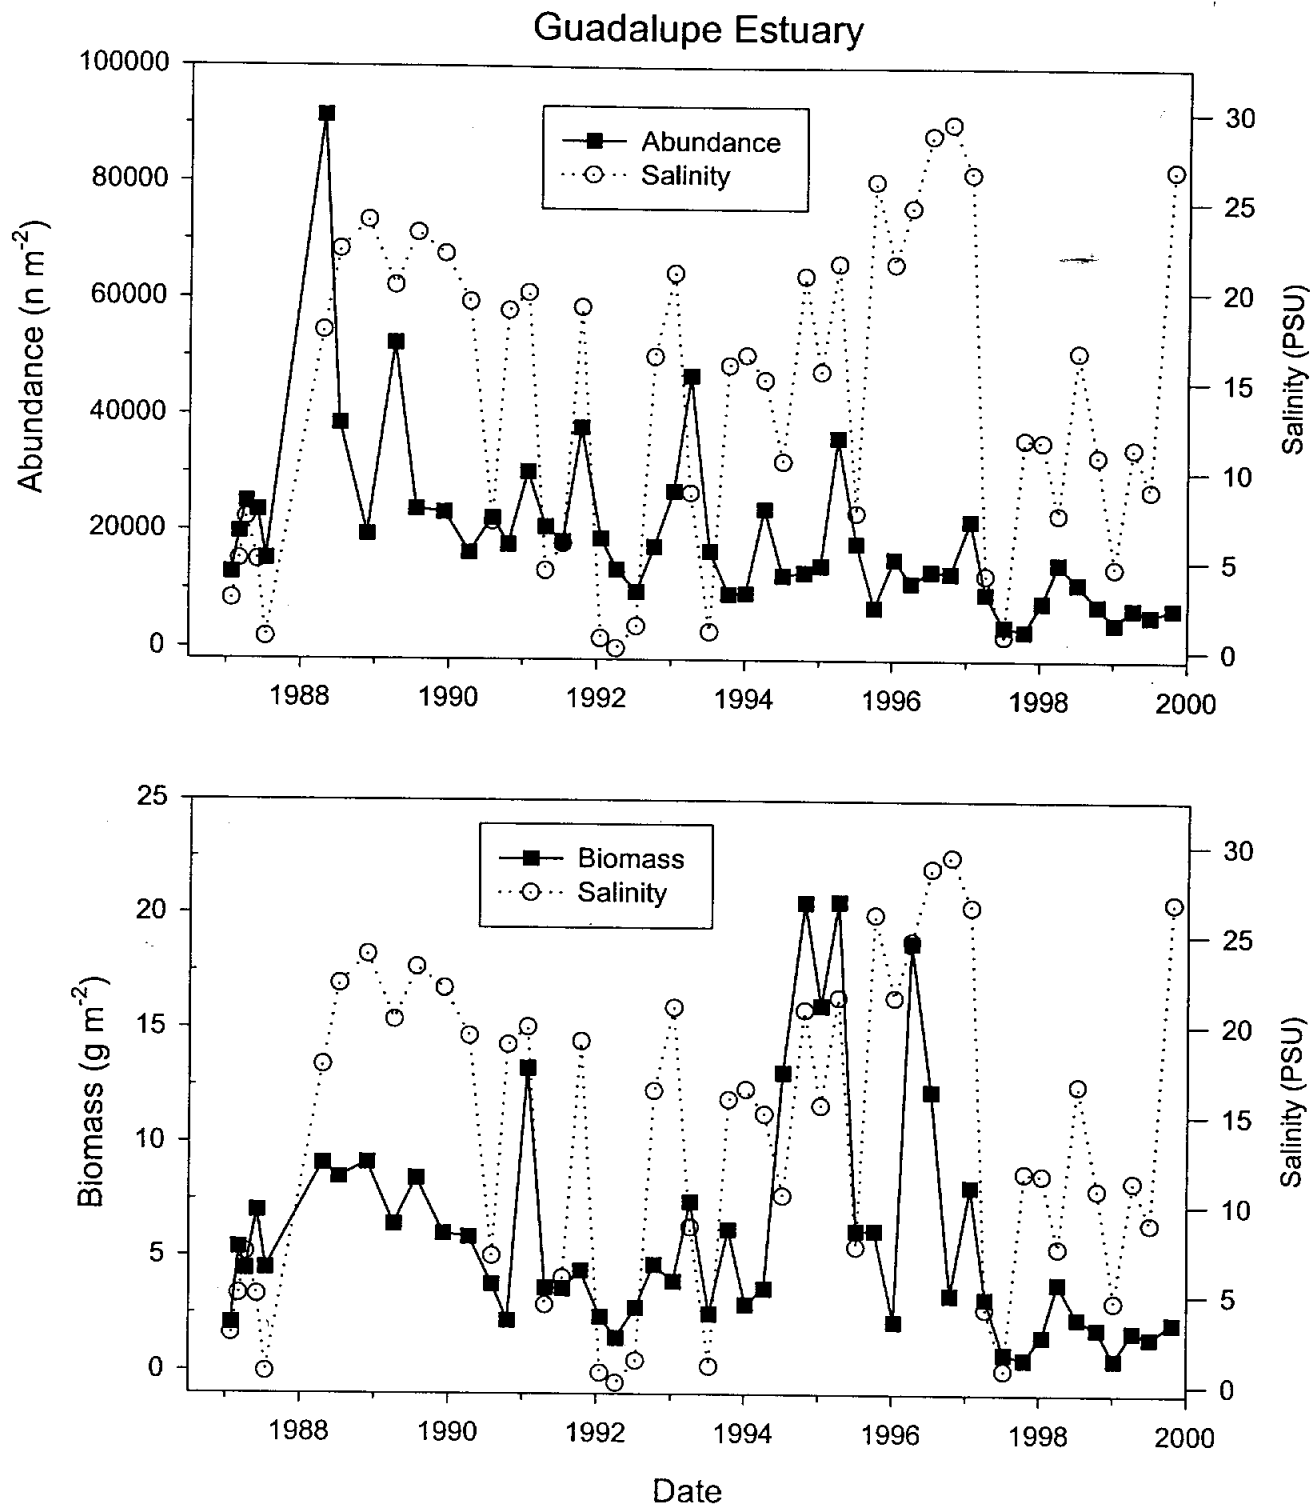 Guadalupe Estuary
100000
80000
60000
40000
20000
0
Abundance (n m⁻²)
Abundance
Salinity
30
25
20
15
10
5
0
Salinity (PSU)
1988 1990 1992 1994 1996 1998 2000
25
20
15
10
5
0
Biomass (g m⁻²)
Biomass
Salinity
30
25
20
15
10
5
0
Salinity (PSU)
1988 1990 1992 1994 1996 1998 2000
Date